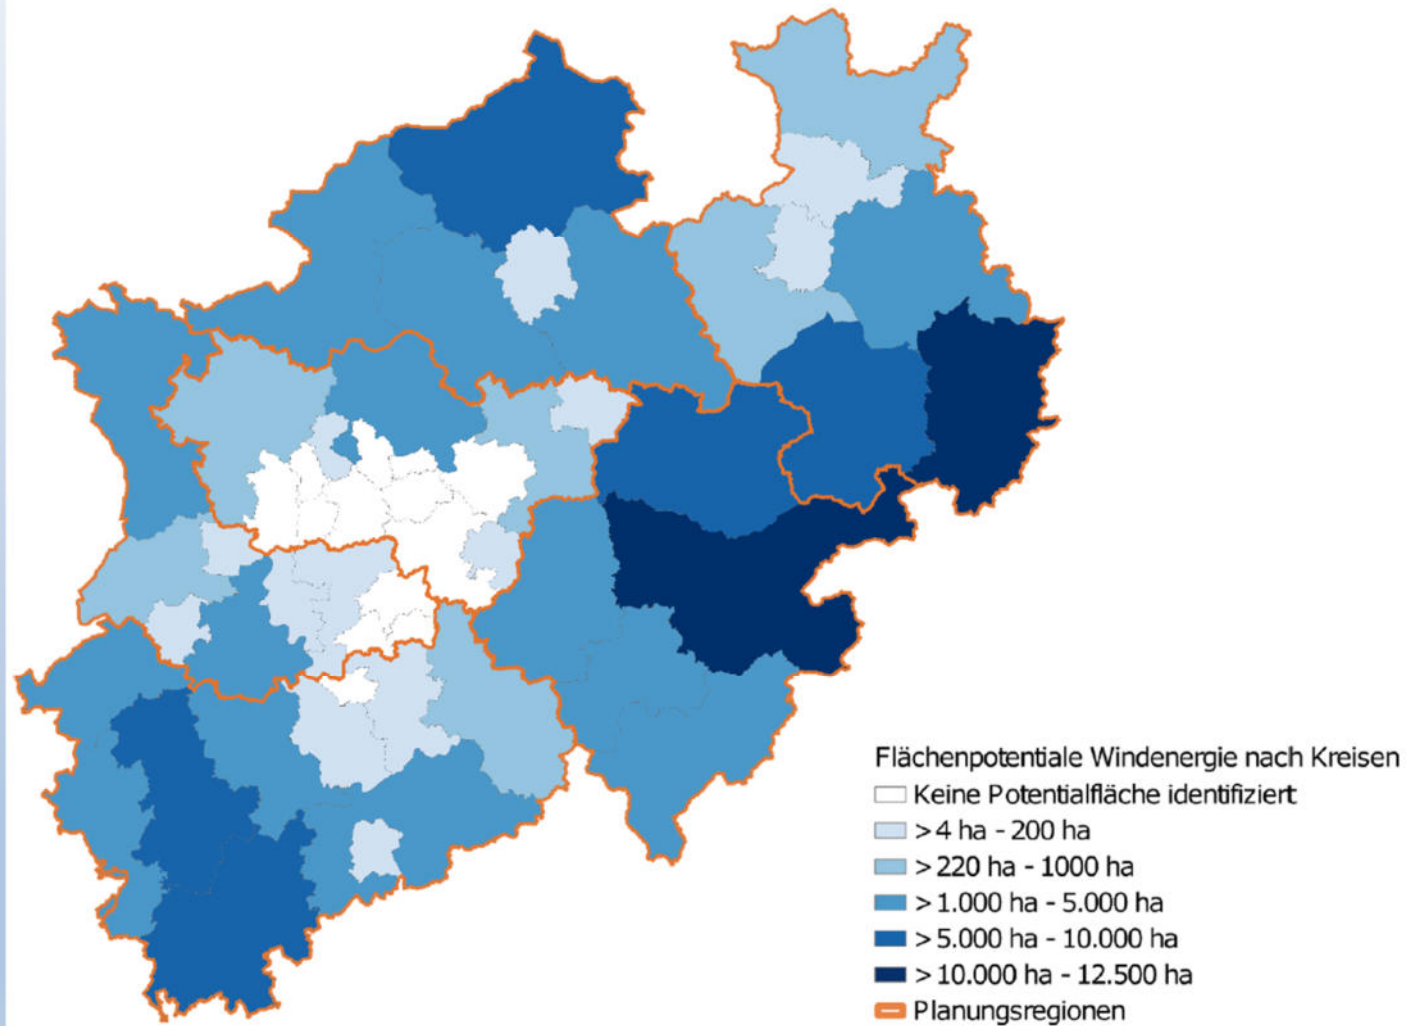 Flächenpotentiale Windenergie nach Kreisen
Keine Potentialfläche identifiziert
>4 ha - 200 ha
>220 ha - 1000 ha
>1.000 ha - 5.000 ha
>5.000 ha - 10.000 ha
>10.000 ha - 12.500 ha
Planungsregionen